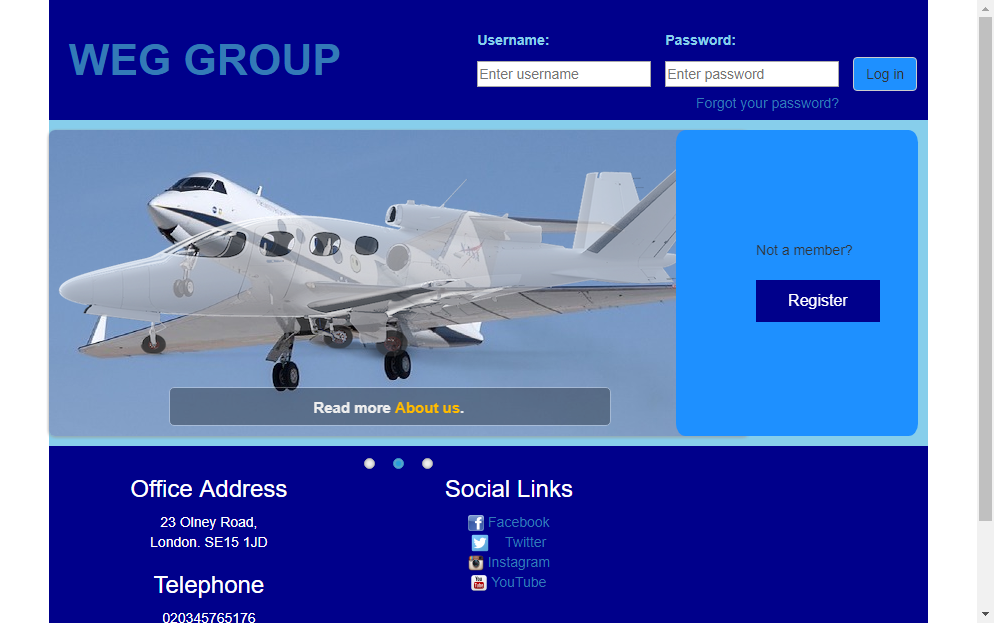 WEG GROUP
Username:
Password:
Enter username
Enter password
Log in
Forgot your password?
Not a member?
Register
Read more About us.
Office Address
23 Olney Road,
London. SE15 1JD
Telephone
020345765176
Social Links
Facebook
Twitter
Instagram
YouTube